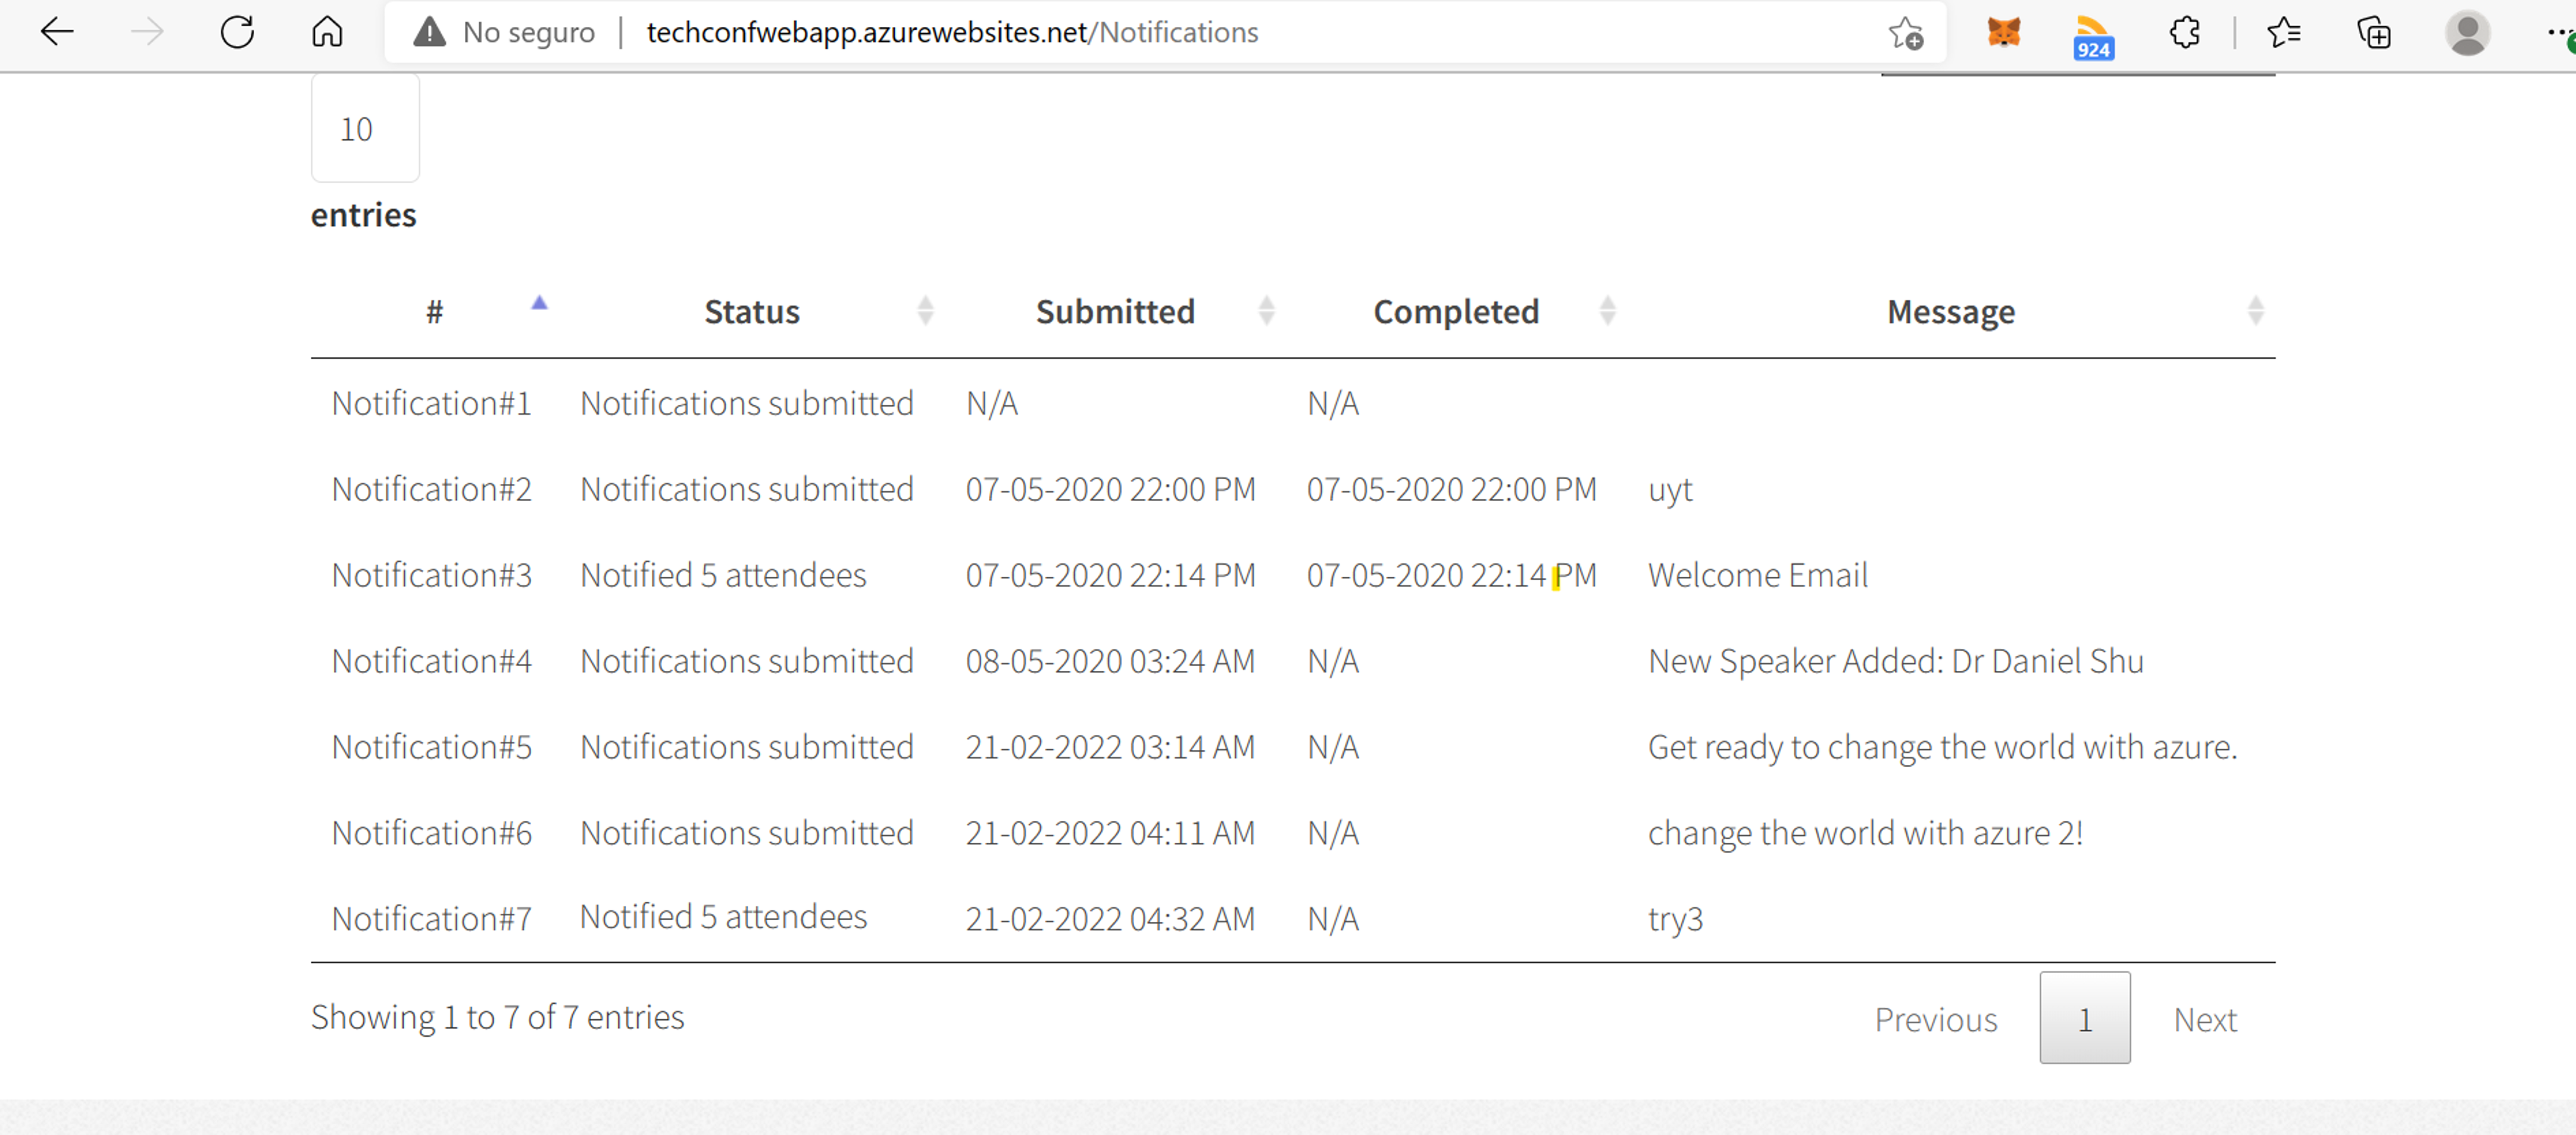 No seguro | techconfwebapp.azurewebsites.net/Notifications 924
10
entries
# Status Submitted Completed Message
Notification#1 Notifications submitted N/A N/A
Notification#2 Notifications submitted 07-05-2020 22:00 PM 07-05-2020 22:00 PM uyt
Notification#3 Notified 5 attendees 07-05-2020 22:14 PM 07-05-2020 22:14 PM Welcome Email
Notification#4 Notifications submitted 08-05-2020 03:24 AM N/A New Speaker Added: Dr Daniel Shu
Notification#5 Notifications submitted 21-02-2022 03:14 AM N/A Get ready to change the world with azure.
Notification#6 Notifications submitted 21-02-2022 04:11 AM N/A change the world with azure 2!
Notification#7 Notified 5 attendees 21-02-2022 04:32 AM N/A try3
Showing 1 to 7 of 7 entries Previous 1 Next